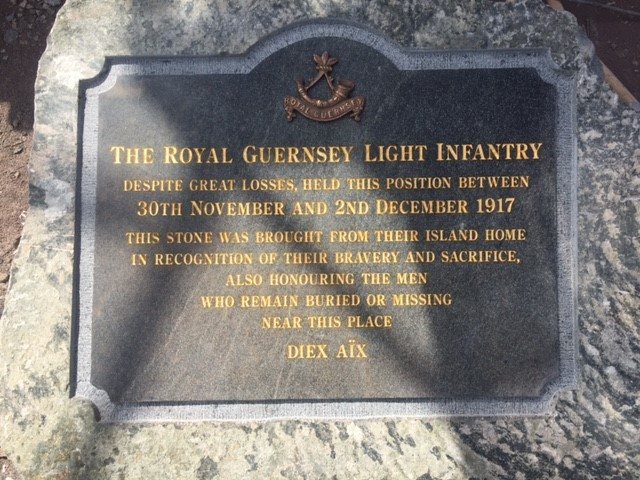 ROYAL GUERNSEY
THE ROYAL GUERNSEY LIGHT INFANTRY
DESPITE GREAT LOSSES, HELD THIS POSITION BETWEEN
30TH NOVEMBER AND 2ND DECEMBER 1917
THIS STONE WAS BROUGHT FROM THEIR ISLAND HOME
IN RECOGNITION OF THEIR BRAVERY AND SACRIFICE,
ALSO HONOURING THE MEN
WHO REMAIN BURIED OR MISSING
NEAR THIS PLACE
DIEX AÏX